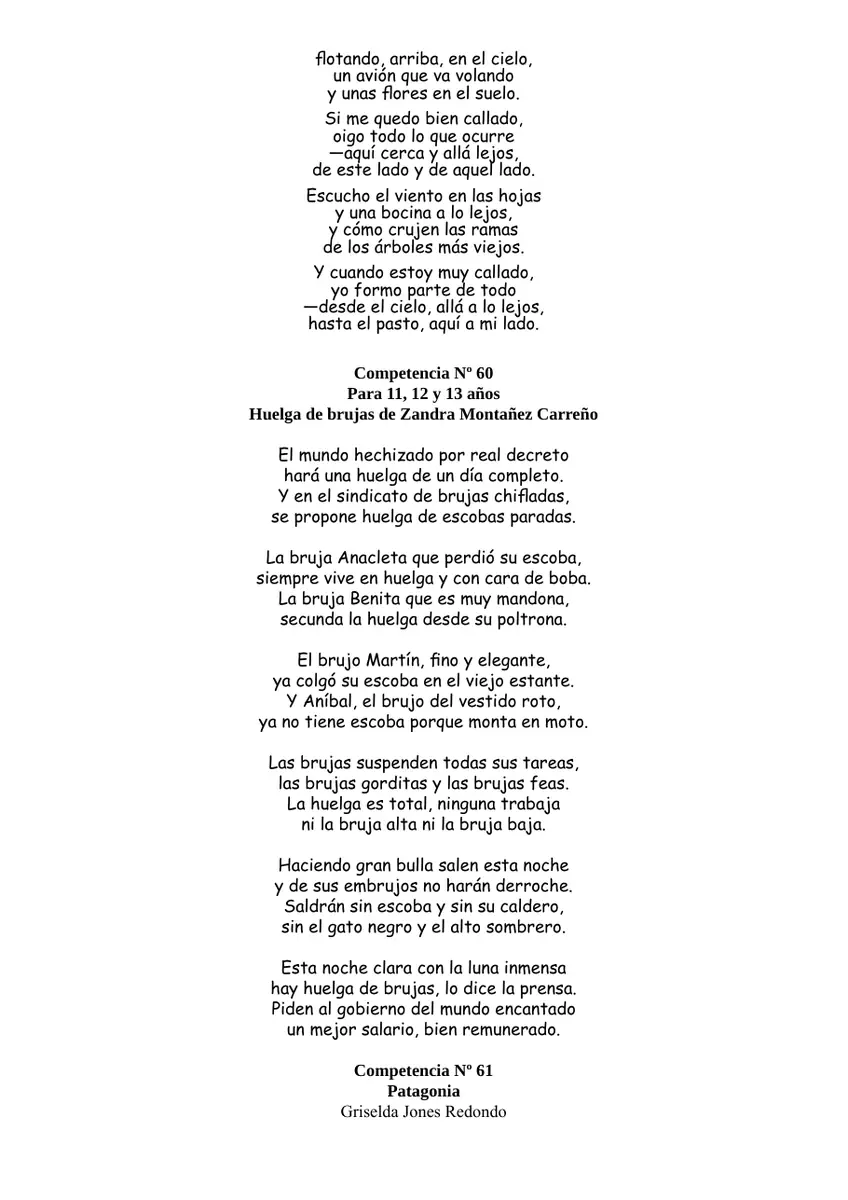 flotando, arriba, en el cielo,
un avión que va volando
y unas flores en el suelo.
Si me quedo bien callado,
oigo todo lo que ocurre
—aquí cerca y allá lejos,
de este lado y de aquel lado.
Escucho el viento en las hojas
y una bocina a lo lejos,
y cómo crujen las ramas
de los árboles más viejos.
Y cuando estoy muy callado,
yo formo parte de todo
—desde el cielo, allá a lo lejos,
hasta el pasto, aquí a mi lado.
Competencia Nº 60
Para 11, 12 y 13 años
Huelga de brujas de Zandra Montañez Carreño
El mundo hechizado por real decreto
hará una huelga de un día completo.
Y en el sindicato de brujas chifladas,
se propone huelga de escobas paradas.
La bruja Anacleta que perdió su escoba,
siempre vive en huelga y con cara de boba.
La bruja Benita que es muy mandona,
secunda la huelga desde su poltrona.
El brujo Martín, fino y elegante,
ya colgó su escoba en el viejo estante.
Y Aníbal, el brujo del vestido roto,
ya no tiene escoba porque monta en moto.
Las brujas suspenden todas sus tareas,
las brujas gorditas y las brujas feas.
La huelga es total, ninguna trabaja
ni la bruja alta ni la bruja baja.
Haciendo gran bulla salen esta noche
y de sus embrujos no harán derroche.
Saldrán sin escoba y sin su caldero,
sin el gato negro y el alto sombrero.
Esta noche clara con la luna inmensa
hay huelga de brujas, lo dice la prensa.
Piden al gobierno del mundo encantado
un mejor salario, bien remunerado.
Competencia Nº 61
Patagonia
Griselda Jones Redondo